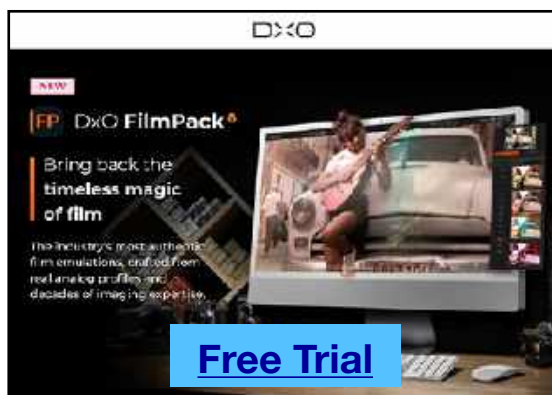 DXO
NEW
FP DxO FilmPack 8
Bring back the
timeless magic
of film
The industry's most authentic
film emulations, crafted from
real analog profiles and
decades of imaging expertise.
Free Trial